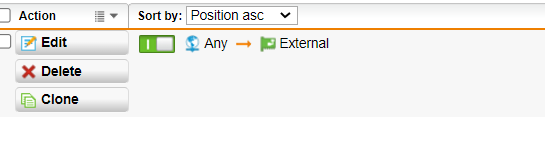 Action Sort by: Position asc
Edit Any External
Delete
Clone